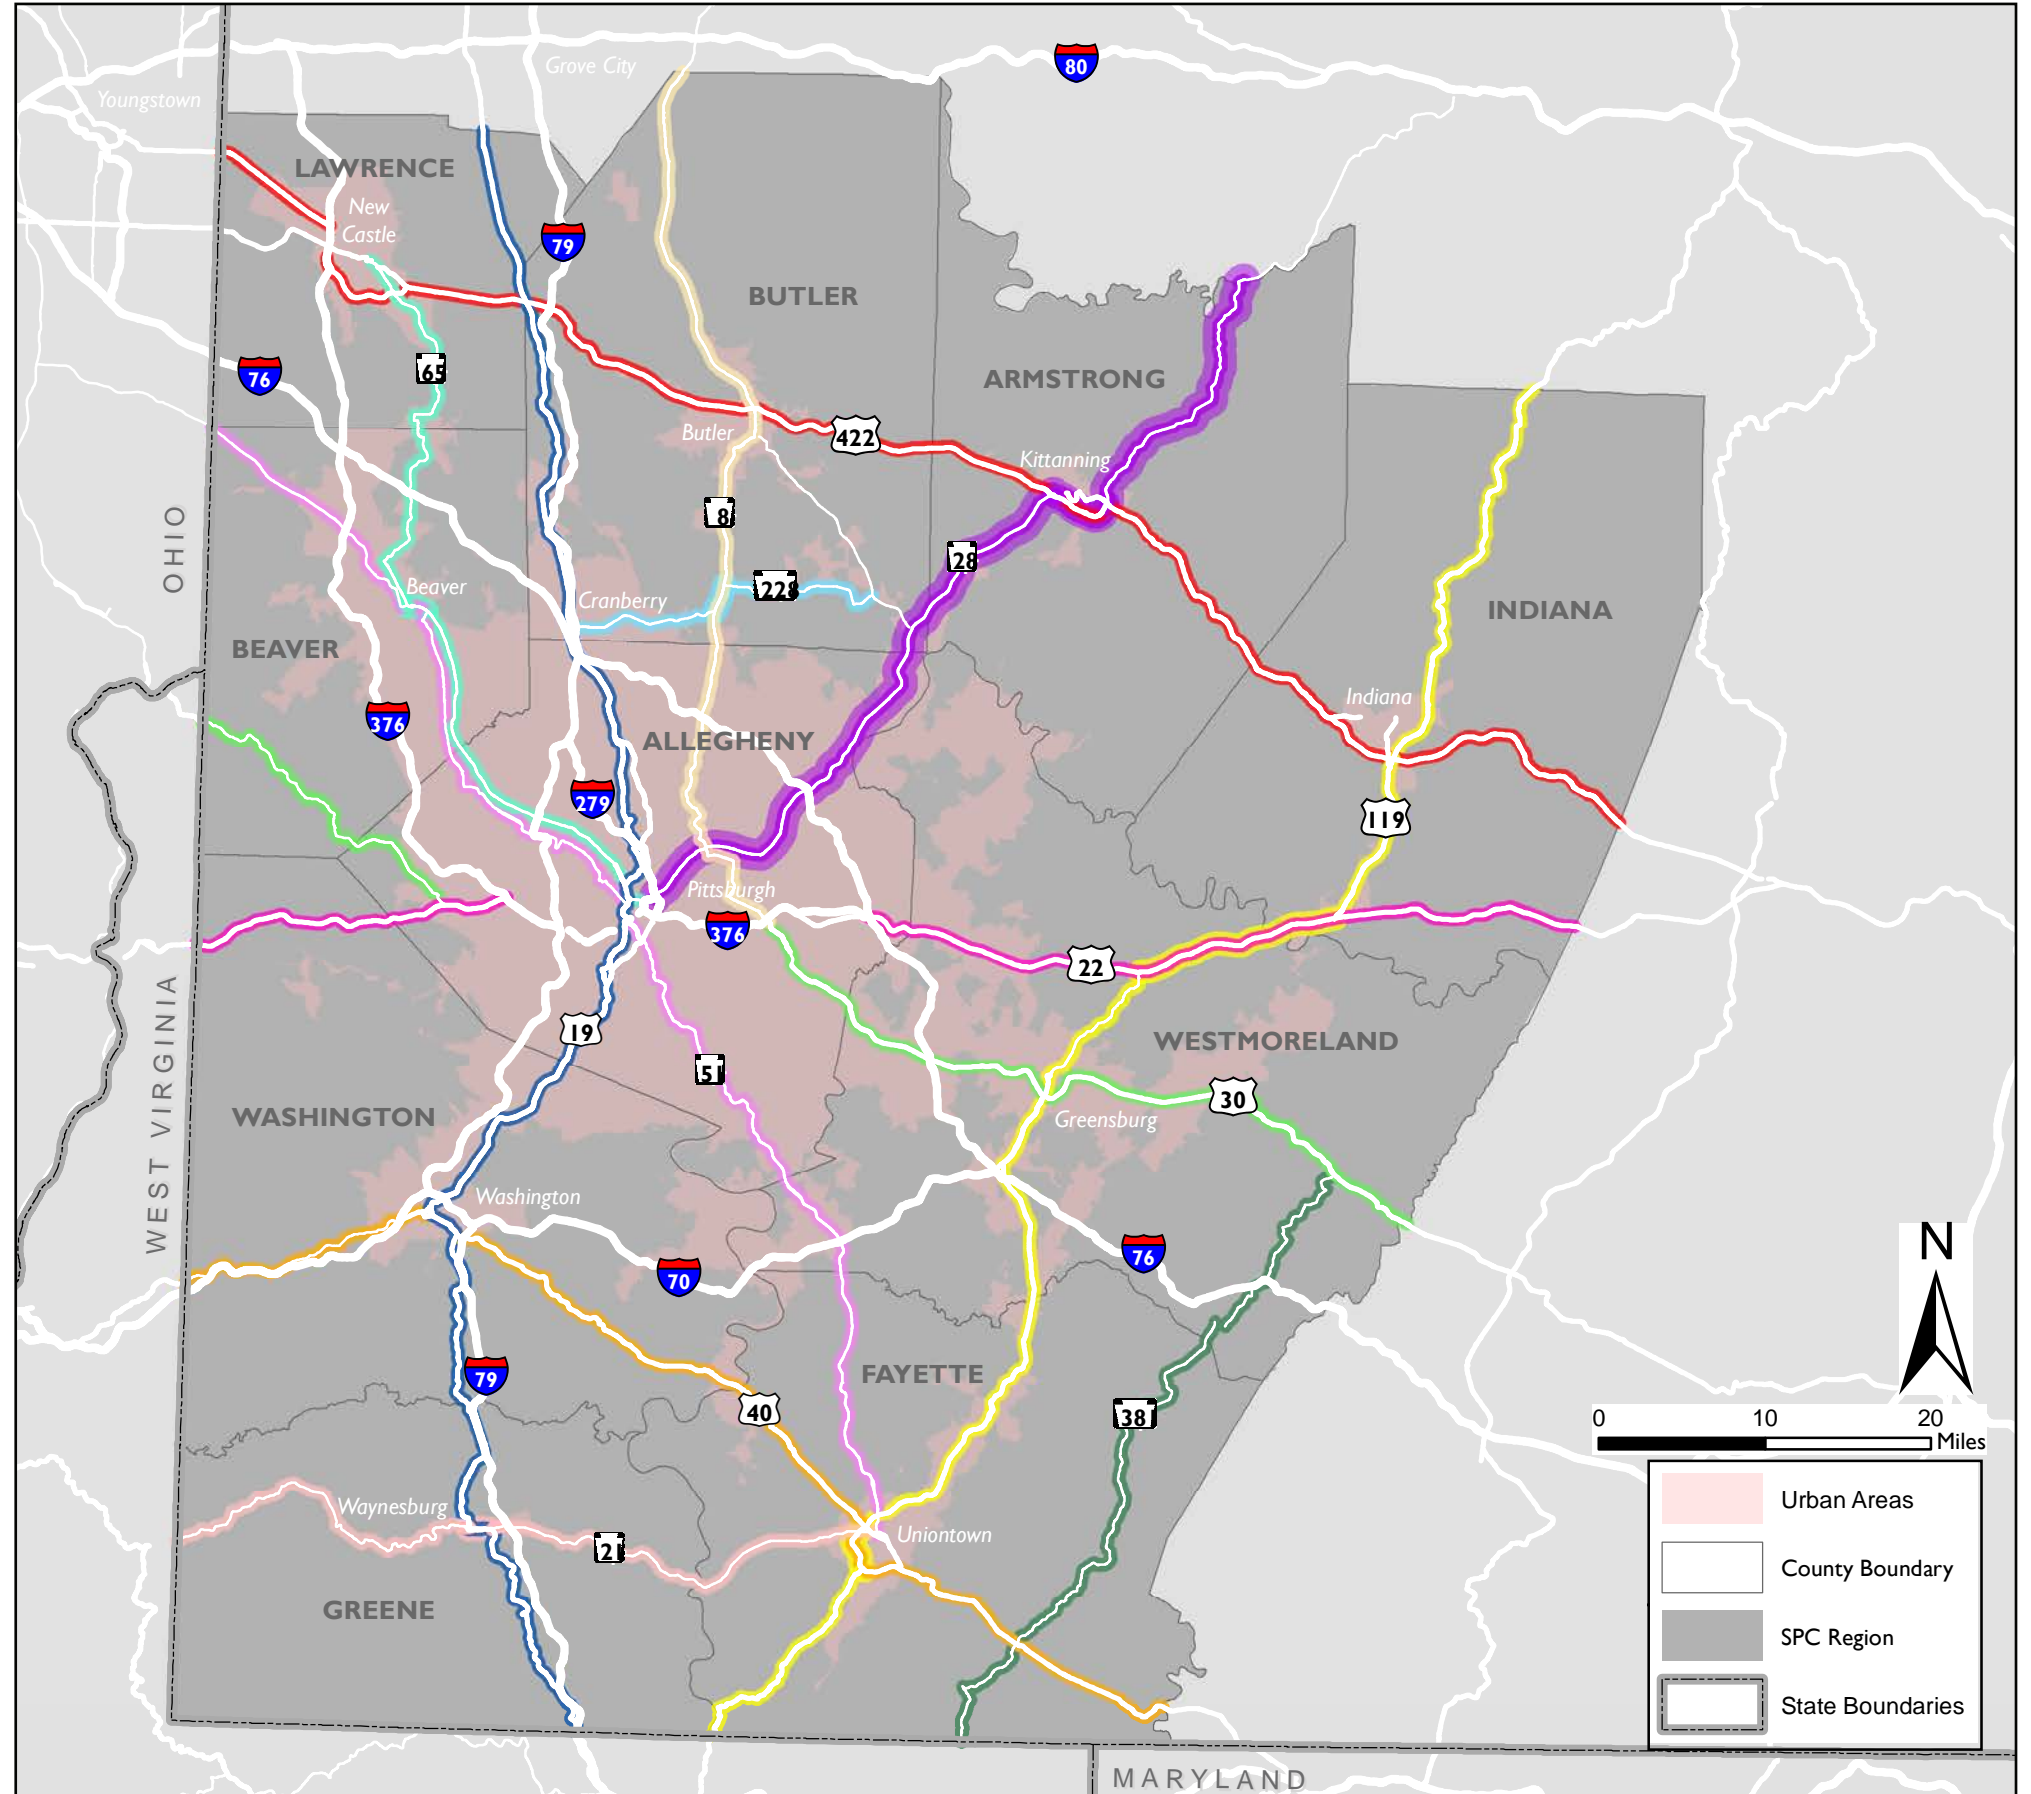 80
Grove City
Youngstown
LAWRENCE
New
Castle
79
BUTLER
76
65
ARMSTRONG
422
Butler
Kittanning
8
OHIO
28
Beaver
228
Cranberry
INDIANA
BEAVER
Indiana
376
ALLEGHENY
279
119
Pittsburgh
376
22
WEST VIRGINIA
19
WESTMORELAND
51
30
WASHINGTON
Greensburg
Washington
N
76
70
79
FAYETTE
40
38
0 10 20
Miles
Waynesburg
Urban Areas
Uniontown
21
County Boundary
GREENE
SPC Region
State Boundaries
MARYLAND